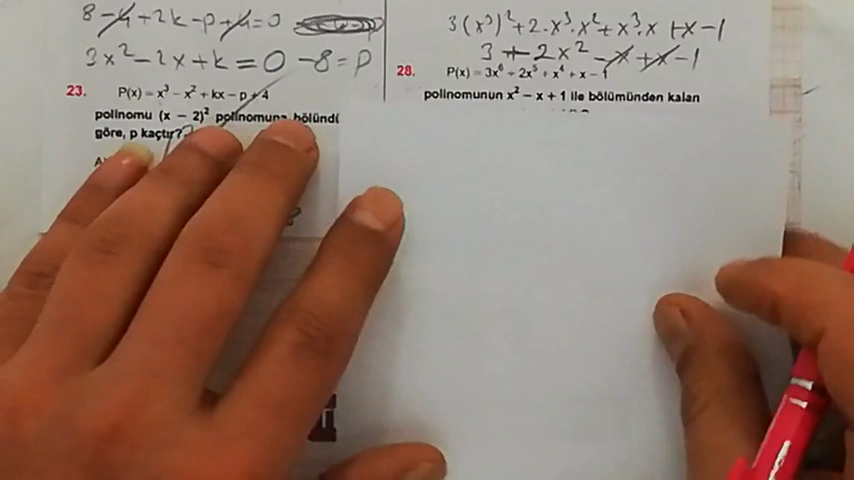 8-4+2k-p+4=0
3x²-2x+k=0 -8=p
23. P(x) = x³ – x² + kx – p + 4
polinomu (x – 2)² polinomuna bölündü
göre, p kaçtır?
A
3(x³)²+2·x³·x²+x³·x+x-1
3+2x²-x+x-1
28. P(x) = 3x⁶ + 2x⁵ + x⁴ + x – 1
polinomunun x² – x + 1 ile bölümünden kalan